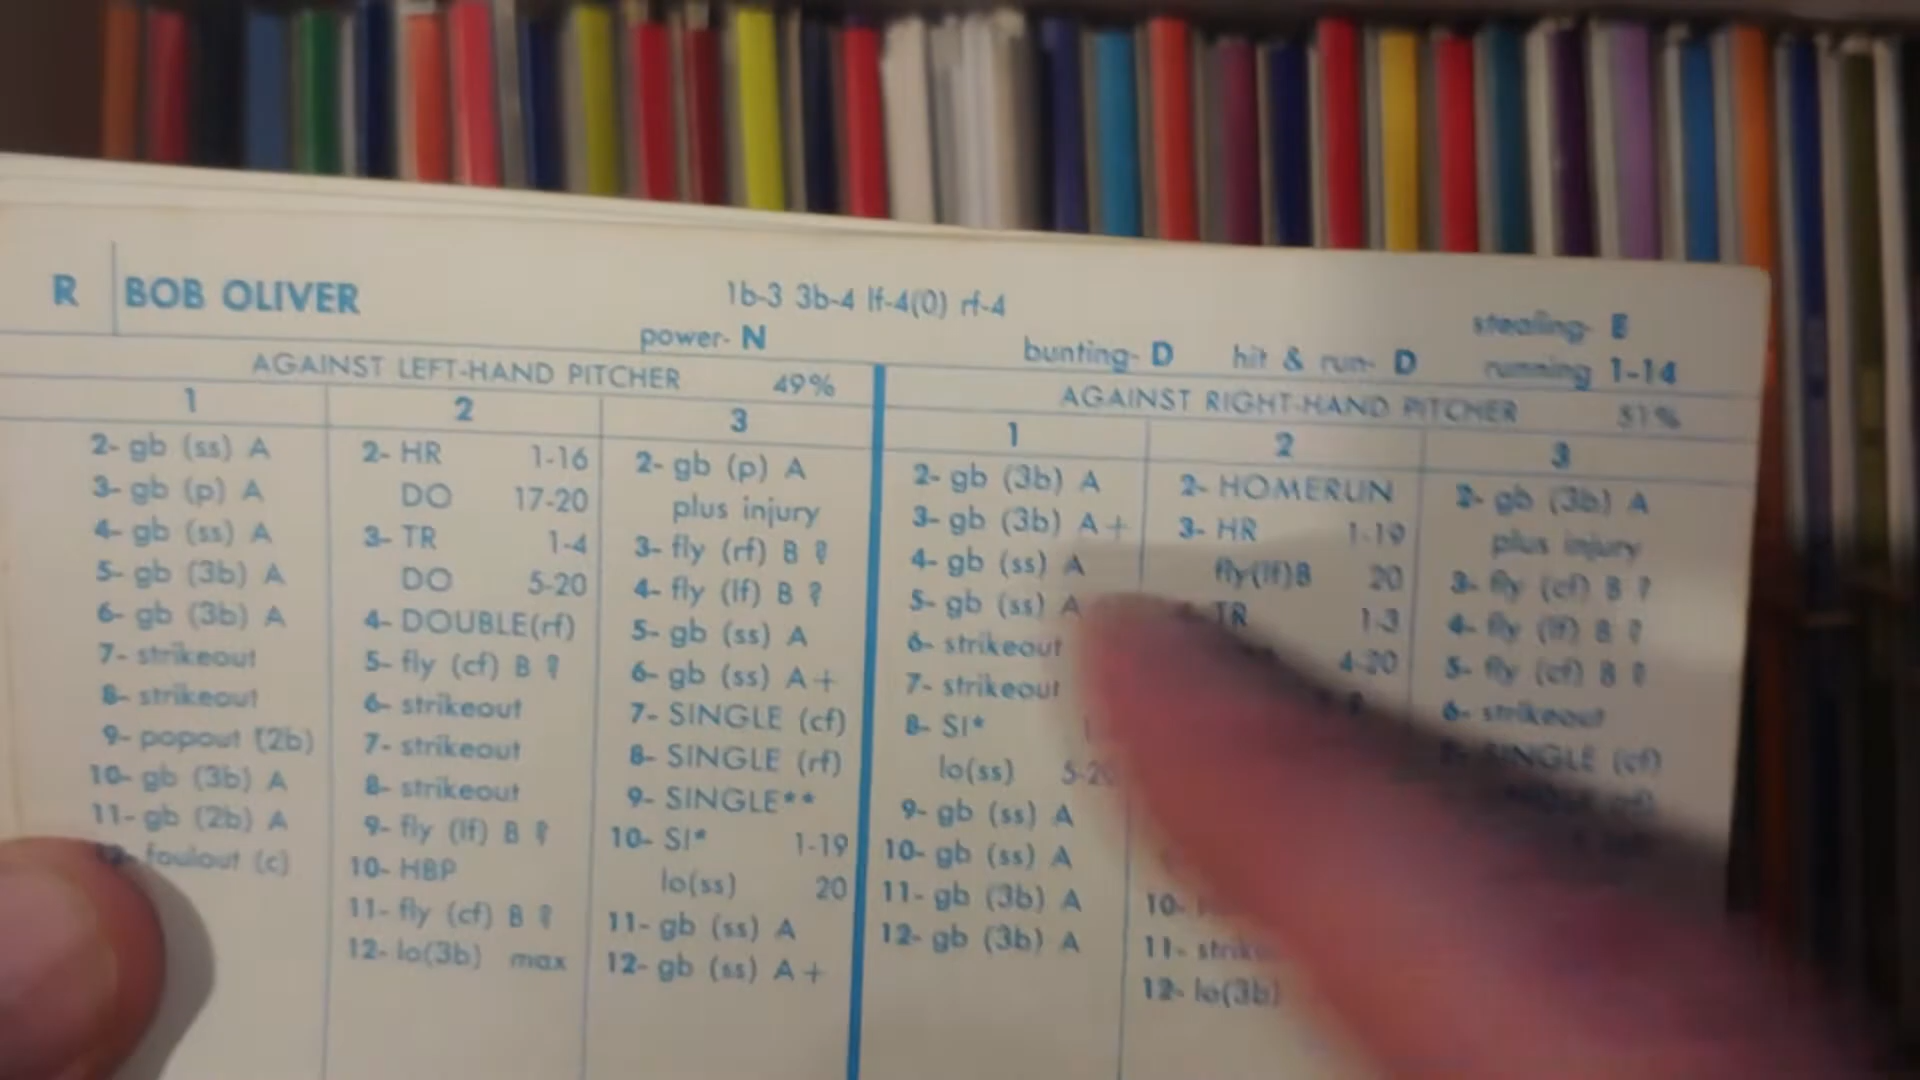 R BOB OLIVER
1b-3 3b-4 lf-4(0) rf-4
power- N
bunting- D hit & run- D
stealing- E
running 1-14
AGAINST LEFT-HAND PITCHER 49%
1
2- gb (ss) A
3- gb (p) A
4- gb (ss) A
5- gb (3b) A
6- gb (3b) A
7- strikeout
8- strikeout
9- popout (2b)
10- gb (3b) A
11- gb (2b) A
foulout (c)
2
2- HR 1-16
DO 17-20
3- TR 1-4
DO 5-20
4- DOUBLE(rf)
5- fly (cf) B ?
6- strikeout
7- strikeout
8- strikeout
9- fly (lf) B ?
10- HBP
11- fly (cf) B ?
12- lo(3b) max
3
2- gb (p) A
plus injury
3- fly (rf) B ?
4- fly (lf) B ?
5- gb (ss) A
6- gb (ss) A+
7- SINGLE (cf)
8- SINGLE (rf)
9- SINGLE**
10- SI* 1-19
lo(ss) 20
11- gb (ss) A
12- gb (ss) A+
AGAINST RIGHT-HAND PITCHER 51%
1
2- gb (3b) A
3- gb (3b) A+
4- gb (ss) A
5- gb (ss) A
6- strikeout
7- strikeout
8- SI*
lo(ss) 5-20
9- gb (ss) A
10- gb (ss) A
11- gb (3b) A
12- gb (3b) A
2
2- HOMERUN
3- HR 1-19
fly(lf)B 20
TR 1-3
4-20
10-
11-
12- lo(3b)
3
2- gb (3b) A
plus injury
3- fly (cf) B ?
4- fly (lf) B ?
5- fly (cf) B ?
6- strikeout
SINGLE (cf)